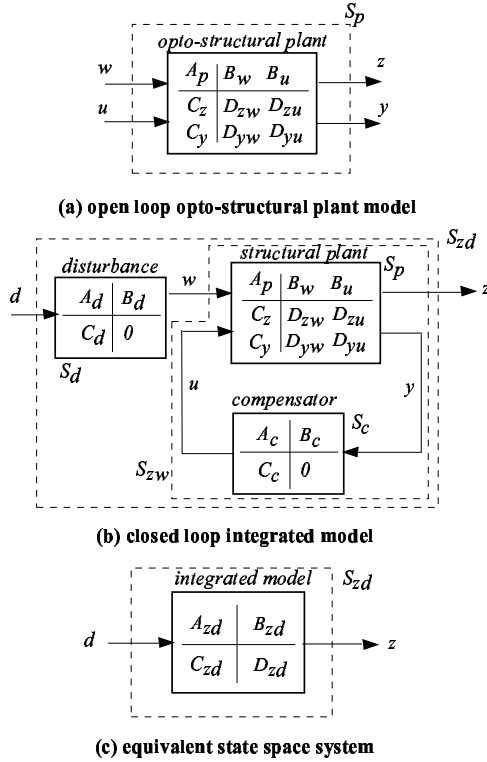 S_p
opto-structural plant
w
A_p B_w B_u
z
u
C_z D_zw D_zu
y
C_y D_yw D_yu
(a) open loop opto-structural plant model
S_zd
structural plant
disturbance
w
S_p
d
A_d B_d
A_p B_w B_u
z
C_d 0
C_z D_zw D_zu
C_y D_yw D_yu
S_d
u
y
compensator
S_c
A_c B_c
S_zw
C_c 0
(b) closed loop integrated model
integrated model
S_zd
d
A_zd B_zd
z
C_zd D_zd
(c) equivalent state space system